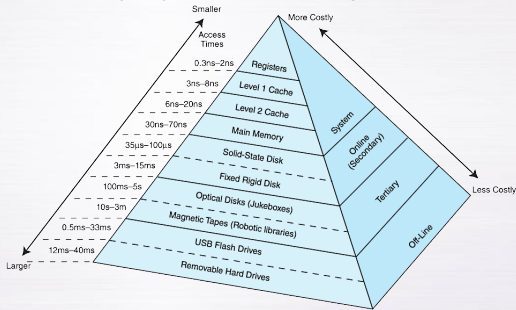 Smaller
More Costly
Access
Times
0.3ns–2ns
Registers
3ns–8ns
Level 1 Cache
6ns–20ns
Level 2 Cache
30ns–70ns
Main Memory
35µs–100µs
Solid-State Disk
3ms–15ms
Fixed Rigid Disk
100ms–5s
Optical Disks (Jukeboxes)
10s–3m
Magnetic Tapes (Robotic libraries)
0.5ms–33ms
USB Flash Drives
12ms–40ms
Removable Hard Drives
Larger
System
Online
(Secondary)
Tertiary
Off-Line
Less Costly